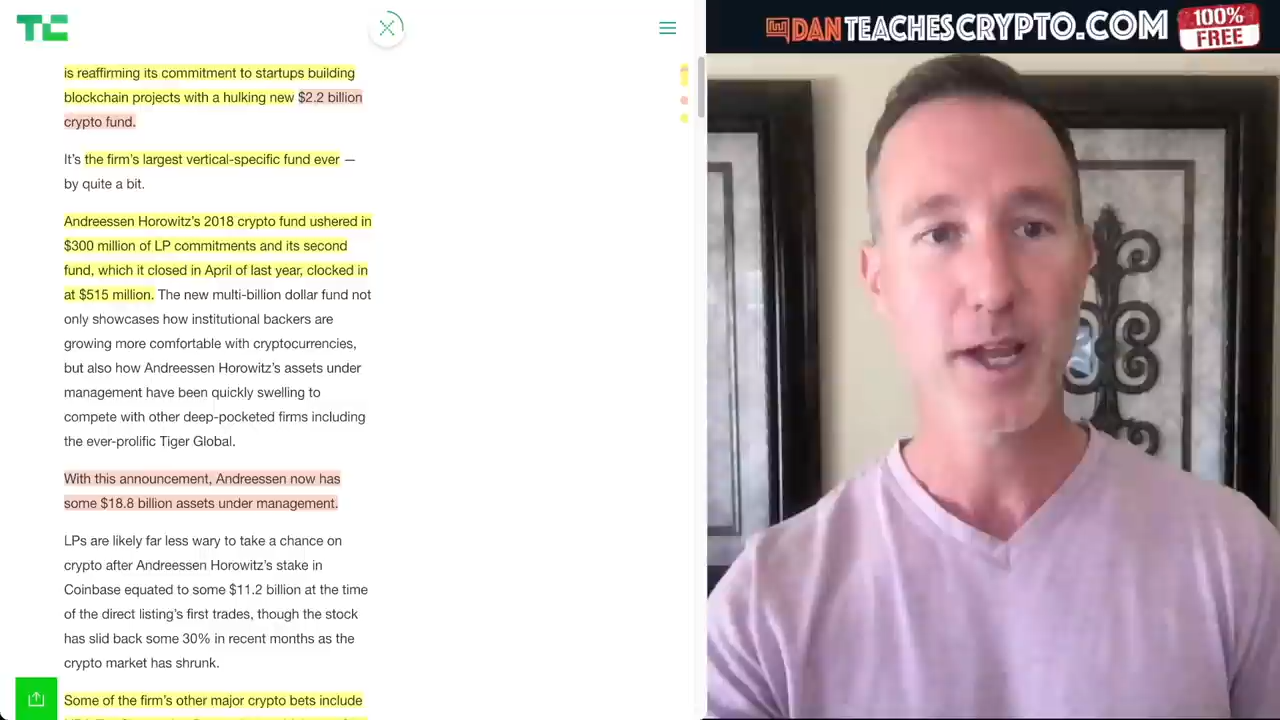 TC
DANTEACHESCRYPTO.COM
100%
FREE
is reaffirming its commitment to startups building
blockchain projects with a hulking new $2.2 billion
crypto fund.
It’s the firm’s largest vertical-specific fund ever —
by quite a bit.
Andreessen Horowitz’s 2018 crypto fund ushered in
$300 million of LP commitments and its second
fund, which it closed in April of last year, clocked in
at $515 million. The new multi-billion dollar fund not
only showcases how institutional backers are
growing more comfortable with cryptocurrencies,
but also how Andreessen Horowitz’s assets under
management have been quickly swelling to
compete with other deep-pocketed firms including
the ever-prolific Tiger Global.
With this announcement, Andreessen now has
some $18.8 billion assets under management.
LPs are likely far less wary to take a chance on
crypto after Andreessen Horowitz’s stake in
Coinbase equated to some $11.2 billion at the time
of the direct listing’s first trades, though the stock
has slid back some 30% in recent months as the
crypto market has shrunk.
Some of the firm’s other major crypto bets include